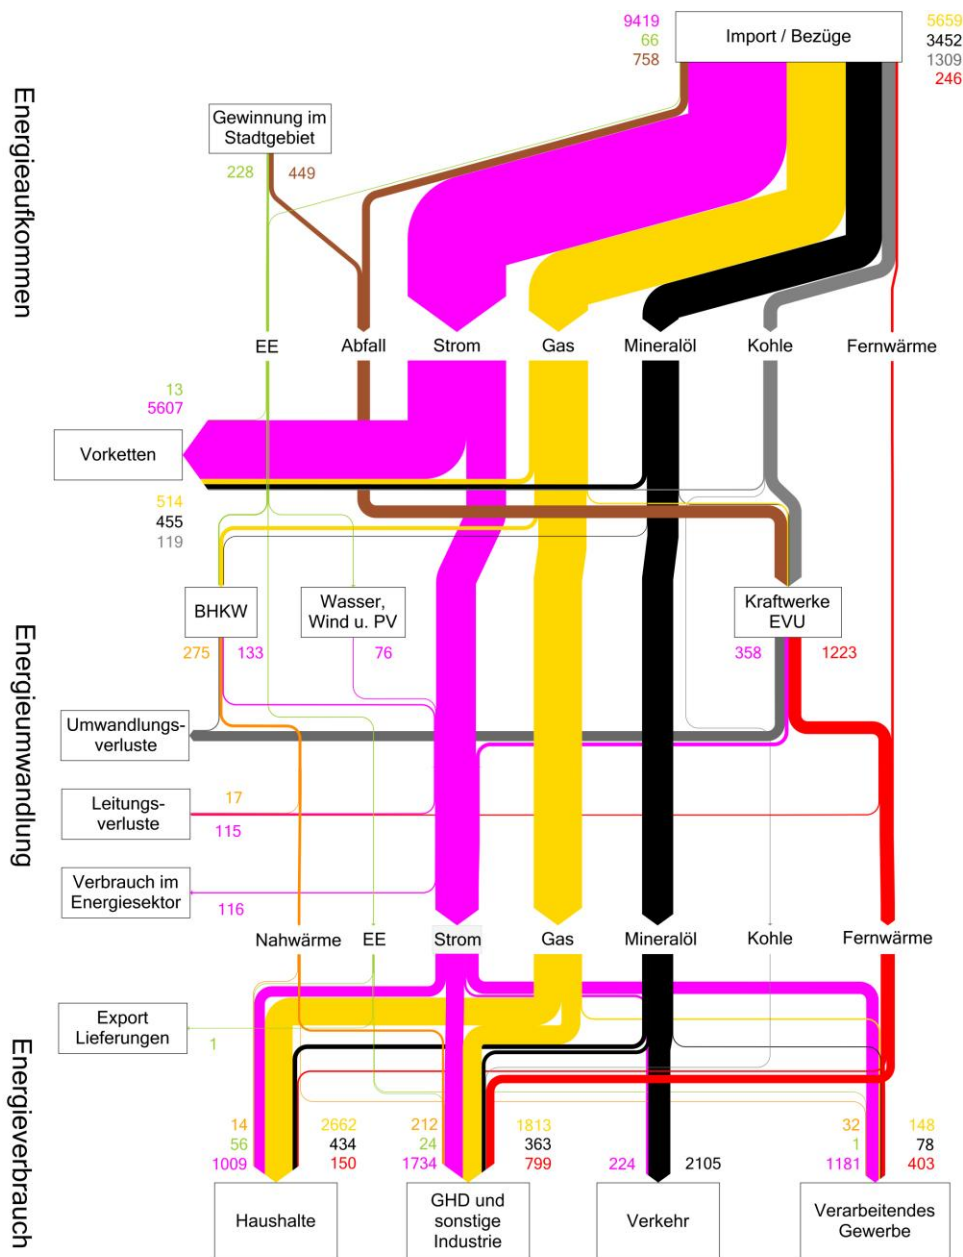 Energieaufkommen
9419
66
758
Import / Bezüge
5659
3452
1309
246
Gewinnung im
Stadtgebiet
228
449
EE
Abfall
Strom
Gas
Mineralöl
Kohle
Fernwärme
13
5607
Vorketten
514
455
119
Energieumwandlung
BHKW
275
133
Wasser,
Wind u. PV
76
Kraftwerke
EVU
358
1223
Umwandlungs-
verluste
Leitungs-
verluste
17
115
Verbrauch im
Energiesektor
116
Nahwärme
EE
Strom
Gas
Mineralöl
Kohle
Fernwärme
Energieverbrauch
Export
Lieferungen
1
14
56
1009
2662
434
150
Haushalte
212
24
1734
1813
363
799
GHD und
sonstige
Industrie
224
2105
Verkehr
32
1
1181
148
78
403
Verarbeitendes
Gewerbe